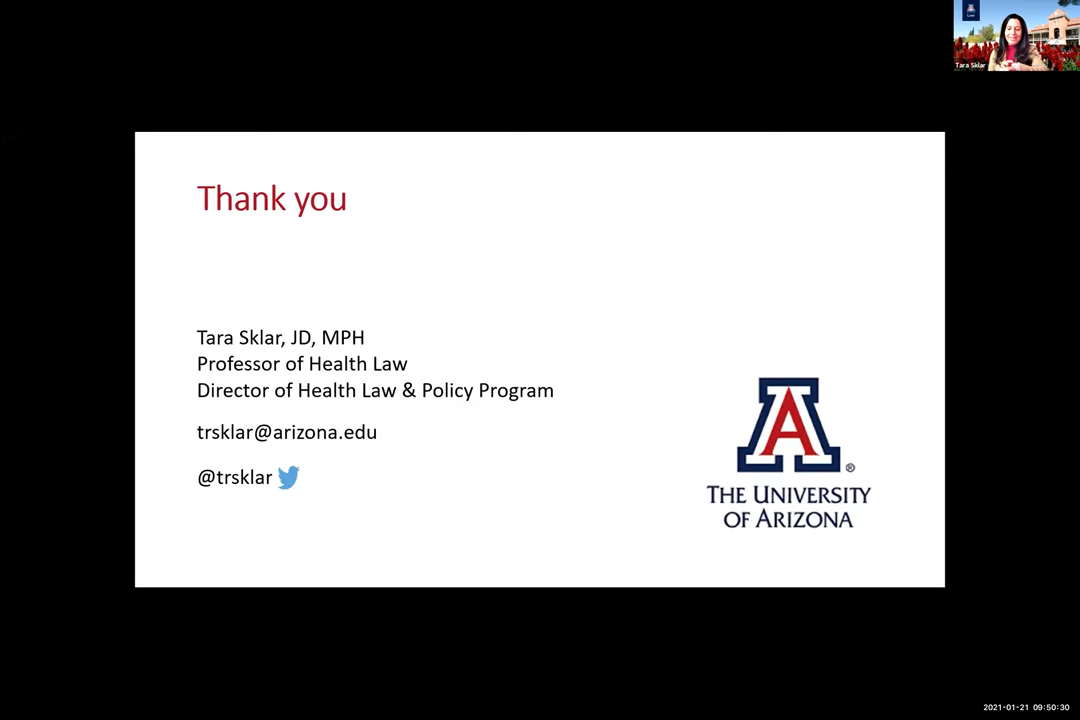 Law
Tara Sklar
Thank you
Tara Sklar, JD, MPH
Professor of Health Law
Director of Health Law & Policy Program
trsklar@arizona.edu
@trsklar
A
®
THE UNIVERSITY
OF ARIZONA
2021-01-21 09:50:30